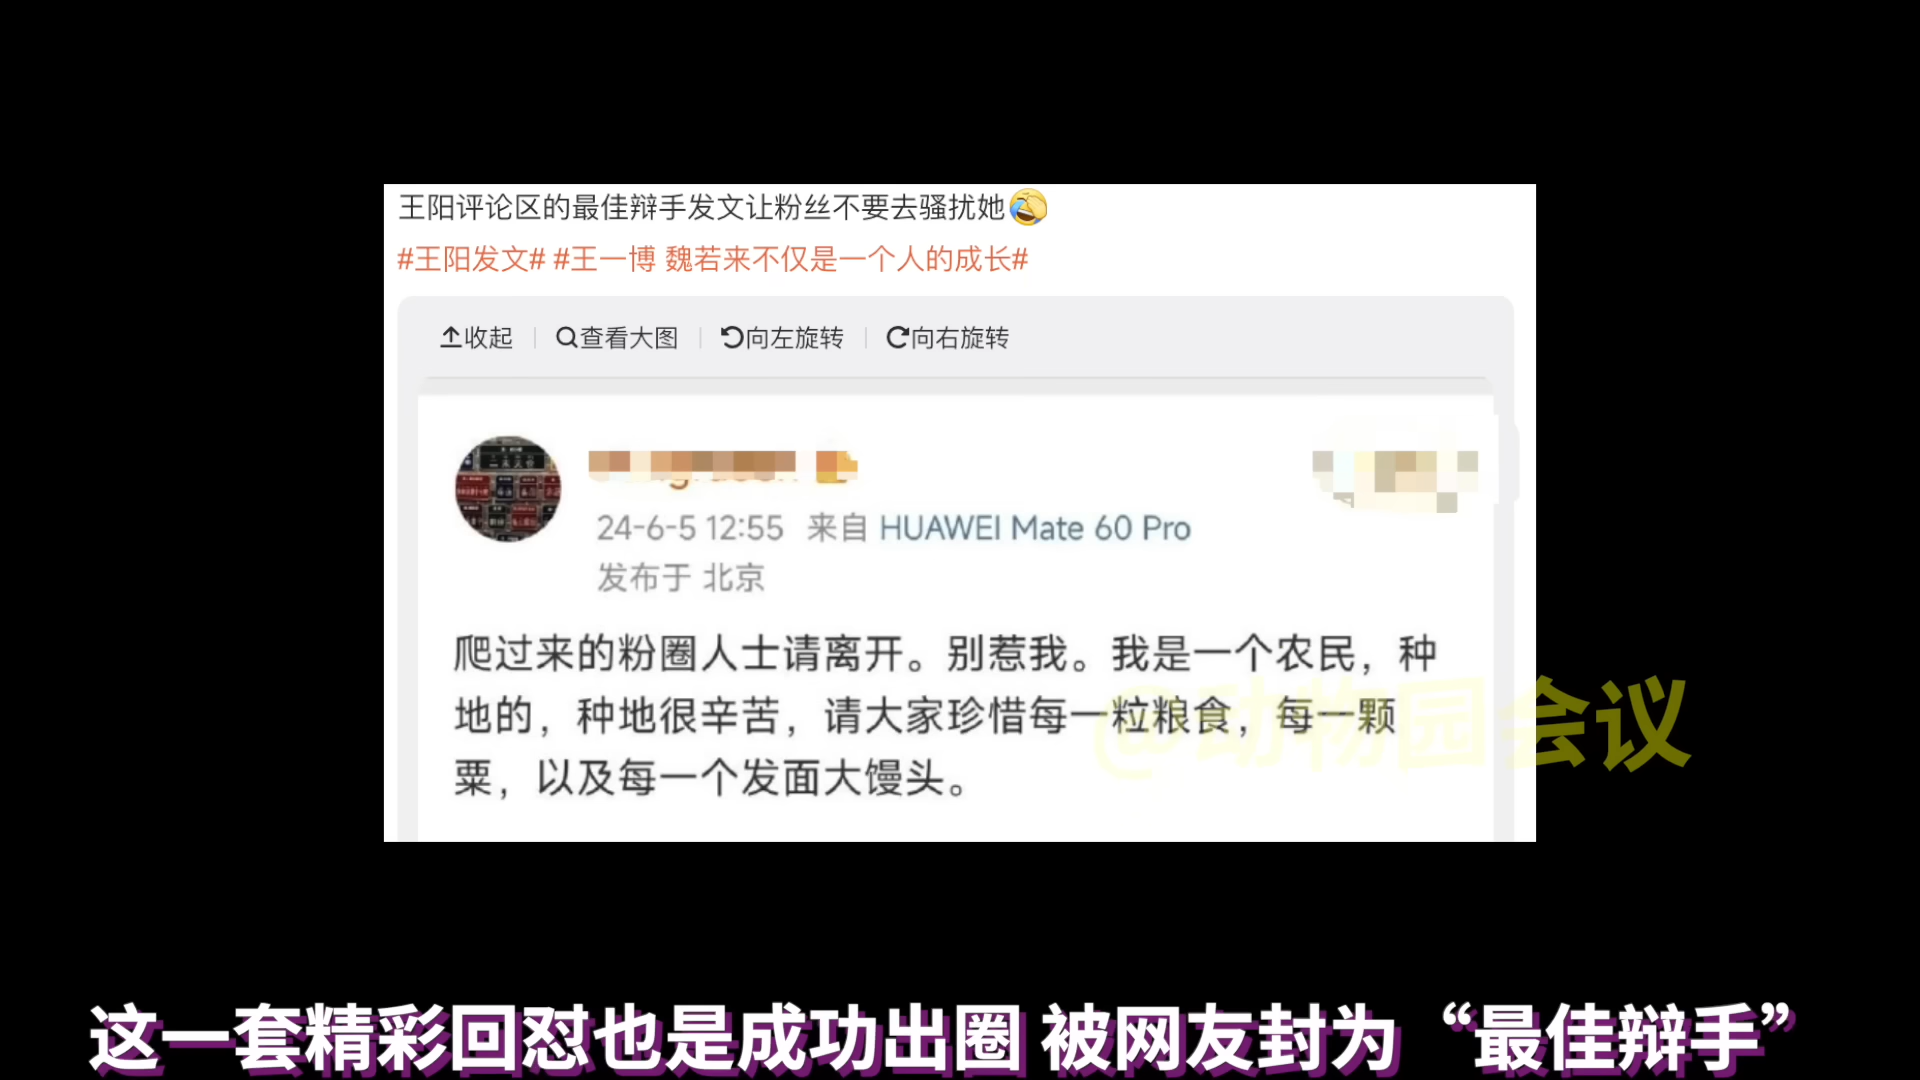 王阳评论区的最佳辩手发文让粉丝不要去骚扰她
#王阳发文# #王一博 魏若来不仅是一个人的成长#
收起 查看大图 向左旋转 向右旋转
24-6-5 12:55 来自 HUAWEI Mate 60 Pro
发布于 北京
爬过来的粉圈人士请离开。别惹我。我是一个农民，种
地的，种地很辛苦，请大家珍惜每一粒粮食，每一颗
粟，以及每一个发面大馒头。
@动物园会议
这一套精彩回怼也是成功出圈 被网友封为 “最佳辩手”